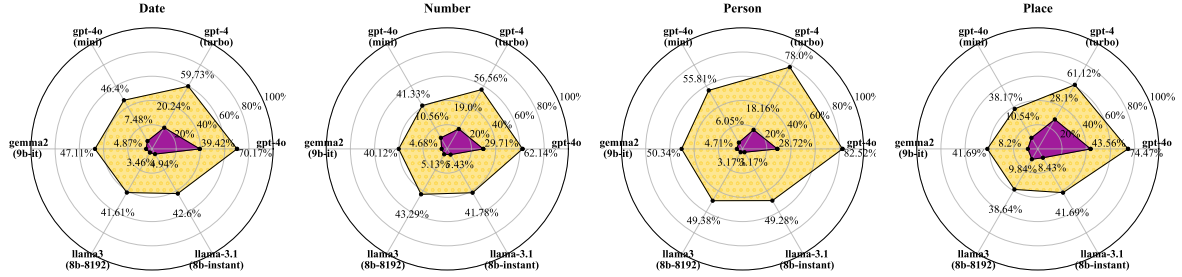 Date
gpt-4o
(mini)
gpt-4
(turbo)
59.73%
46.4%
100%
80%
20.24%
60%
7.48%
40%
20%
gemma2
(9b-it)
4.87%
39.42%
gpt-4o
47.11%
70.17%
3.46%
4.94%
41.61%
42.6%
llama3
(8b-8192)
llama-3.1
(8b-instant)
Number
gpt-4o
(mini)
gpt-4
(turbo)
56.56%
41.33%
100%
80%
10.56%
19.0%
60%
40%
20%
gemma2
(9b-it)
4.68%
29.71%
gpt-4o
40.12%
62.14%
5.13%
5.43%
43.29%
41.78%
llama3
(8b-8192)
llama-3.1
(8b-instant)
Person
gpt-4o
(mini)
gpt-4
(turbo)
78.0%
55.81%
100%
80%
18.16%
60%
6.05%
40%
20%
gemma2
(9b-it)
4.71%
28.72%
gpt-4o
50.34%
82.52%
3.17%
3.17%
49.38%
49.28%
llama3
(8b-8192)
llama-3.1
(8b-instant)
Place
gpt-4o
(mini)
gpt-4
(turbo)
61.12%
38.17%
100%
80%
28.1%
60%
10.54%
40%
20%
gemma2
(9b-it)
8.2%
43.56%
gpt-4o
41.69%
74.47%
9.84%
8.43%
38.64%
41.69%
llama3
(8b-8192)
llama-3.1
(8b-instant)